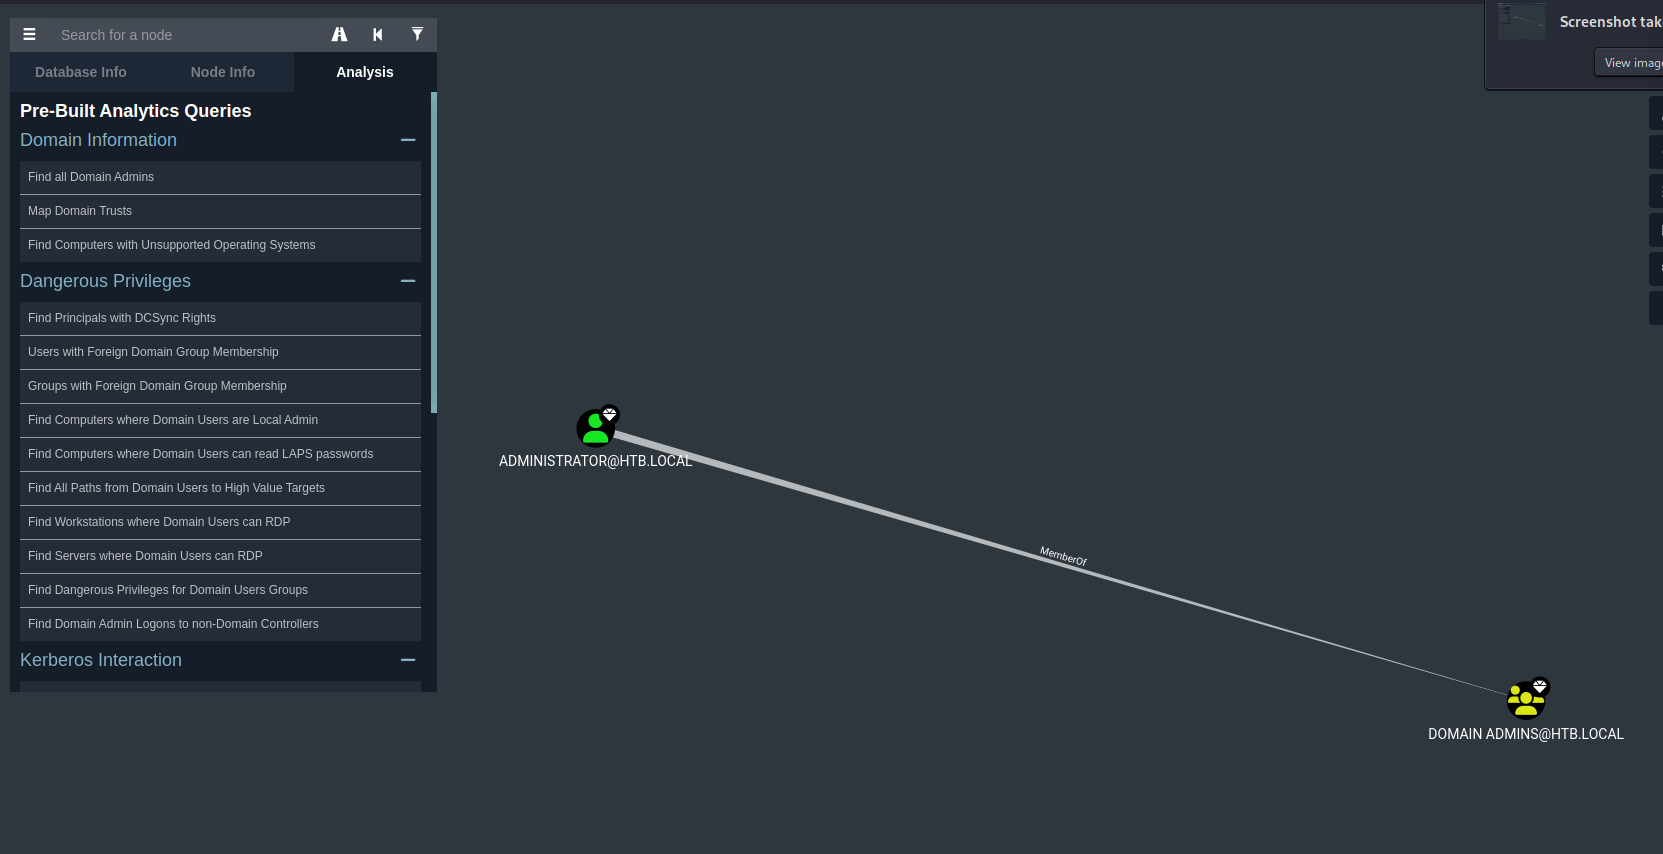 Search for a node
Database Info
Node Info
Analysis
Pre-Built Analytics Queries
Domain Information
Find all Domain Admins
Map Domain Trusts
Find Computers with Unsupported Operating Systems
Dangerous Privileges
Find Principals with DCSync Rights
Users with Foreign Domain Group Membership
Groups with Foreign Domain Group Membership
Find Computers where Domain Users are Local Admin
Find Computers where Domain Users can read LAPS passwords
Find All Paths from Domain Users to High Value Targets
Find Workstations where Domain Users can RDP
Find Servers where Domain Users can RDP
Find Dangerous Privileges for Domain Users Groups
Find Domain Admin Logons to non-Domain Controllers
Kerberos Interaction
Screenshot tak
View imag
ADMINISTRATOR@HTB.LOCAL
MemberOf
DOMAIN ADMINS@HTB.LOCAL